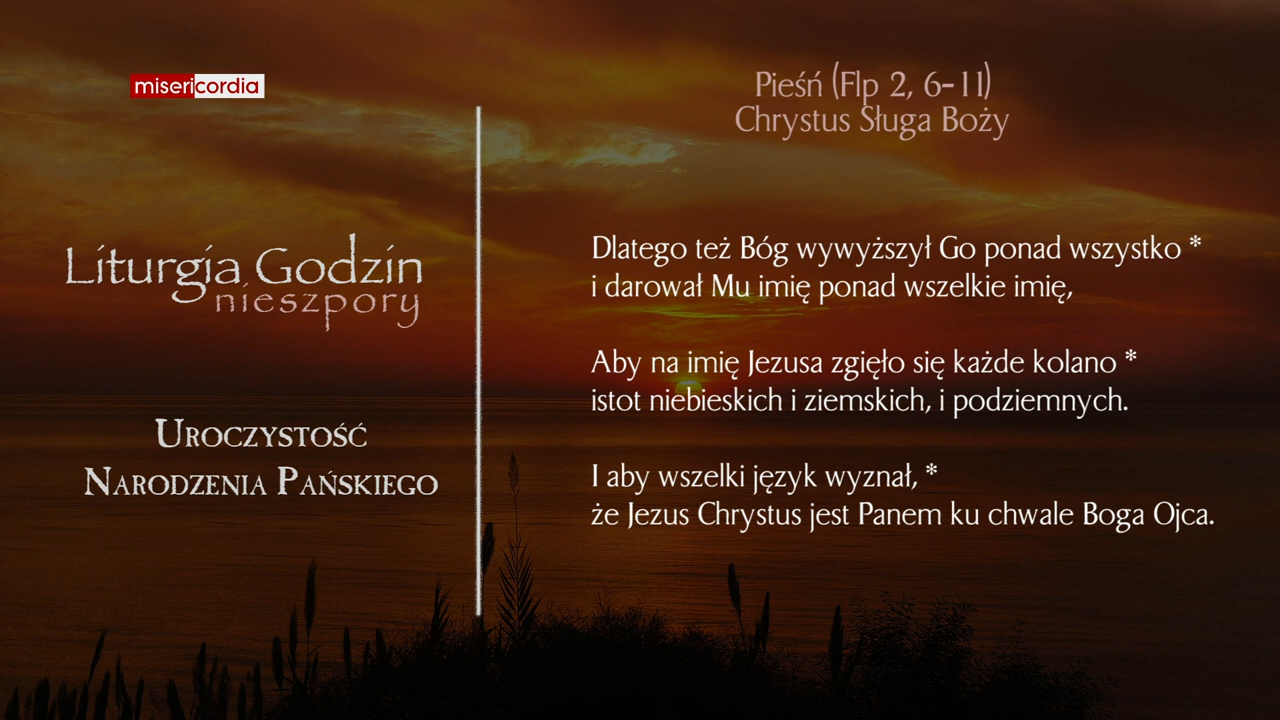 misericordia
Liturgia Godzin
nieszpory
Uroczystość
Narodzenia Pańskiego
Pieśń (Flp 2, 6-11)
Chrystus Sługa Boży
Dlatego też Bóg wywyższył Go ponad wszystko *
i darował Mu imię ponad wszelkie imię,
Aby na imię Jezusa zgięło się każde kolano *
istot niebieskich i ziemskich, i podziemnych.
I aby wszelki język wyznał, *
że Jezus Chrystus jest Panem ku chwale Boga Ojca.